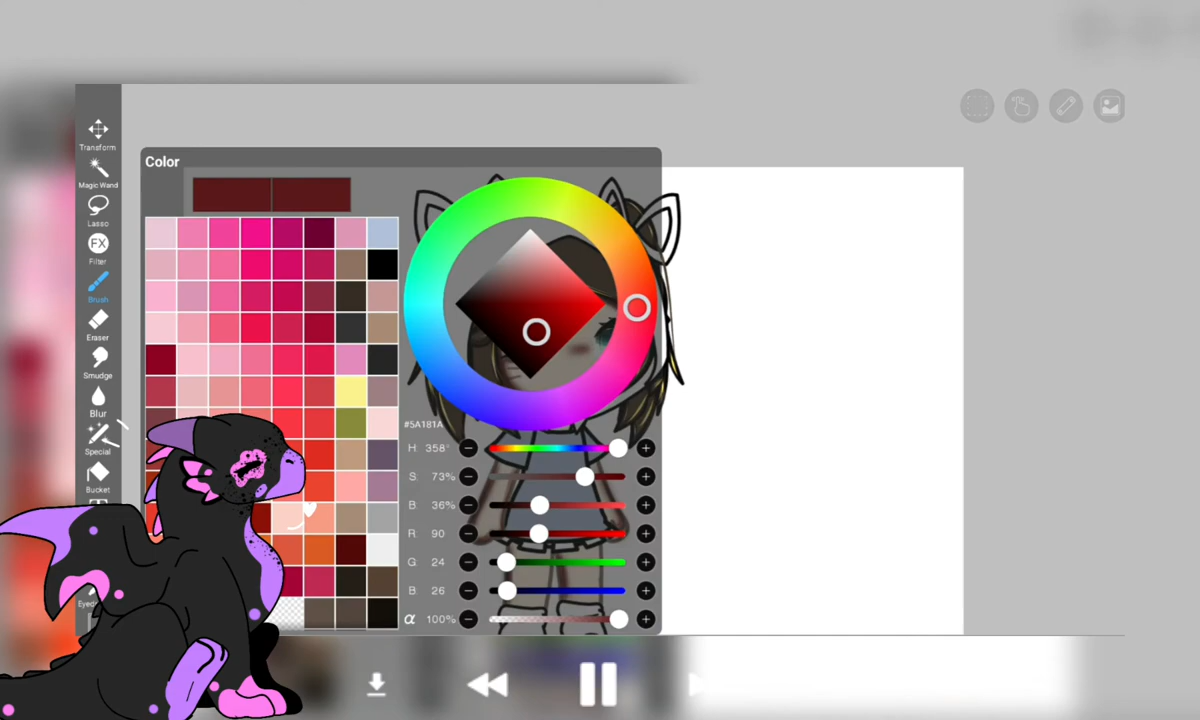 Transform
Magic Wand
Lasso
FX
Filter
Brush
Eraser
Smudge
Blur
Special
Bucket
Color
#5A181A
H: 358°
S: 73%
B: 36%
R: 90
G: 24
B: 26
α 100%